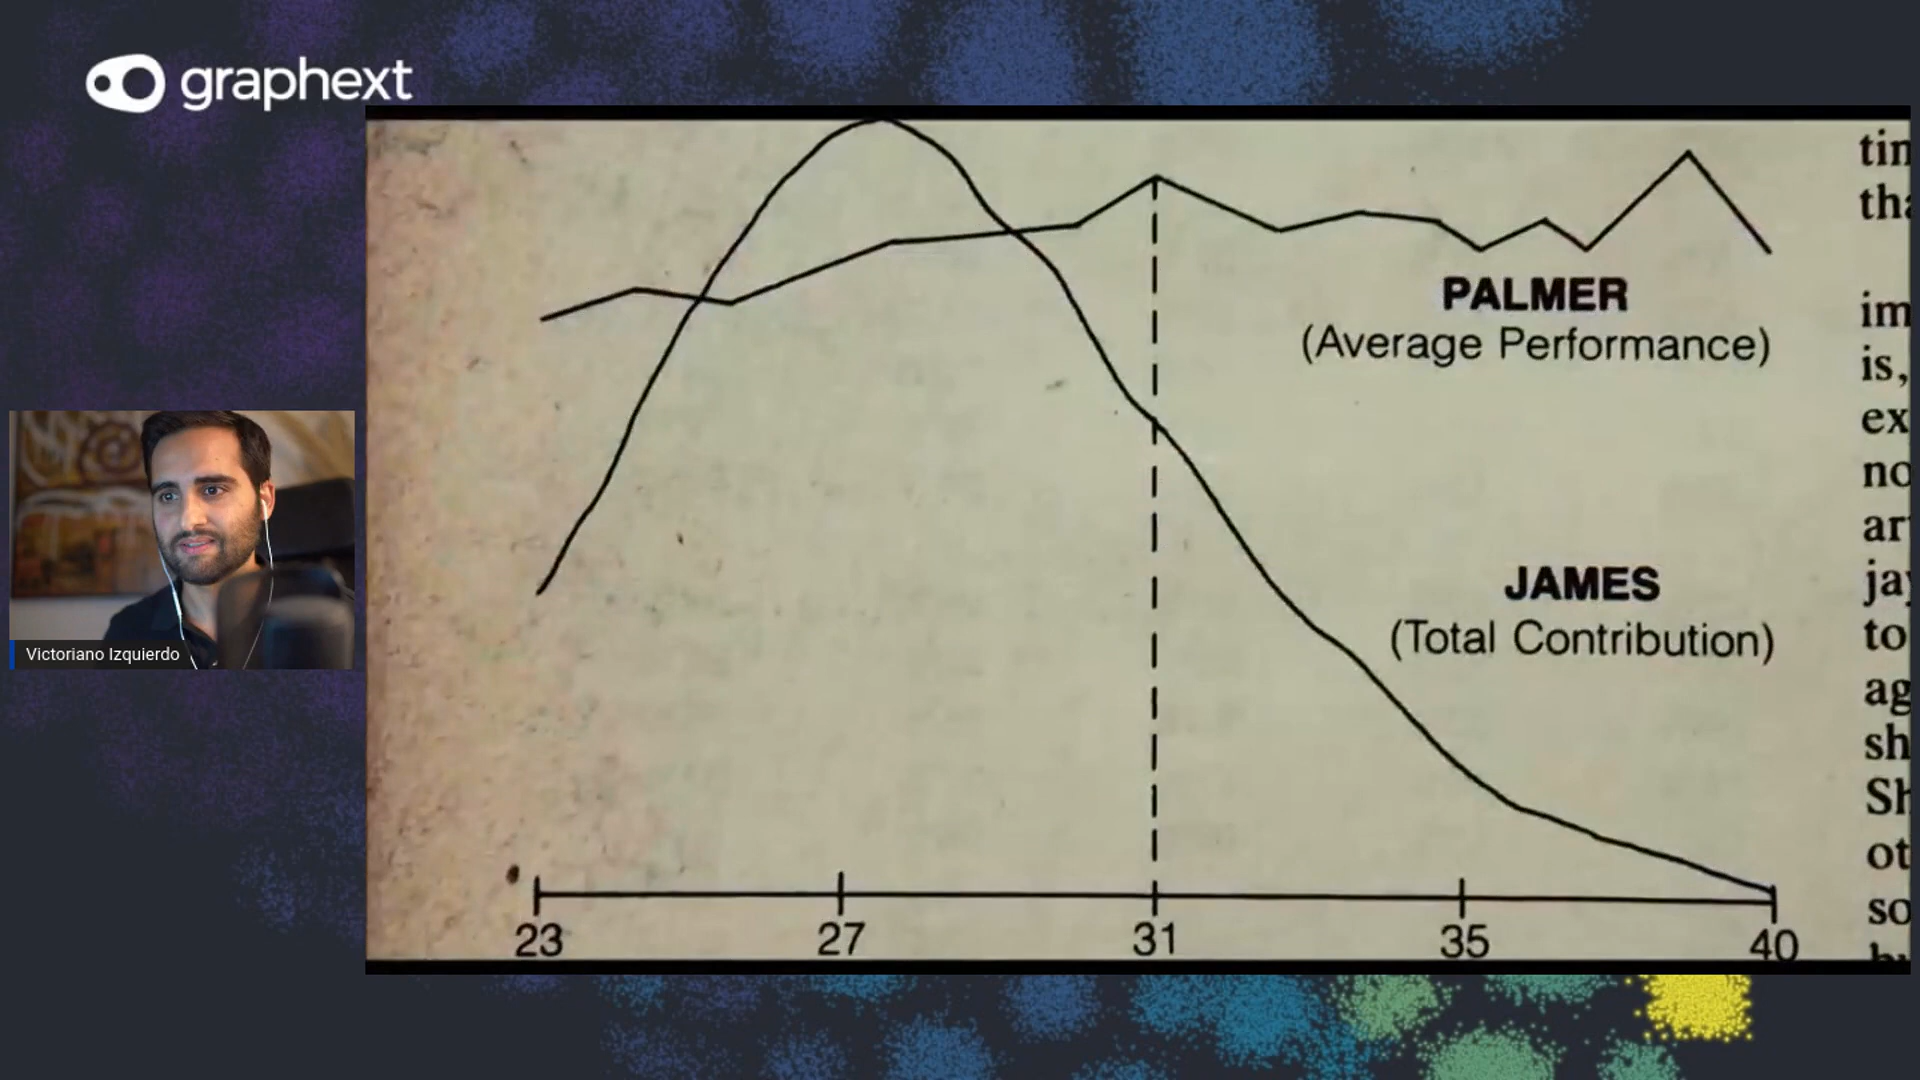 graphext
Victoriano Izquierdo
PALMER
(Average Performance)
JAMES
(Total Contribution)
23 27 31 35 40
tin
tha
im
is,
ex
no
ar
jay
to
ag
sh
Sh
ot
so